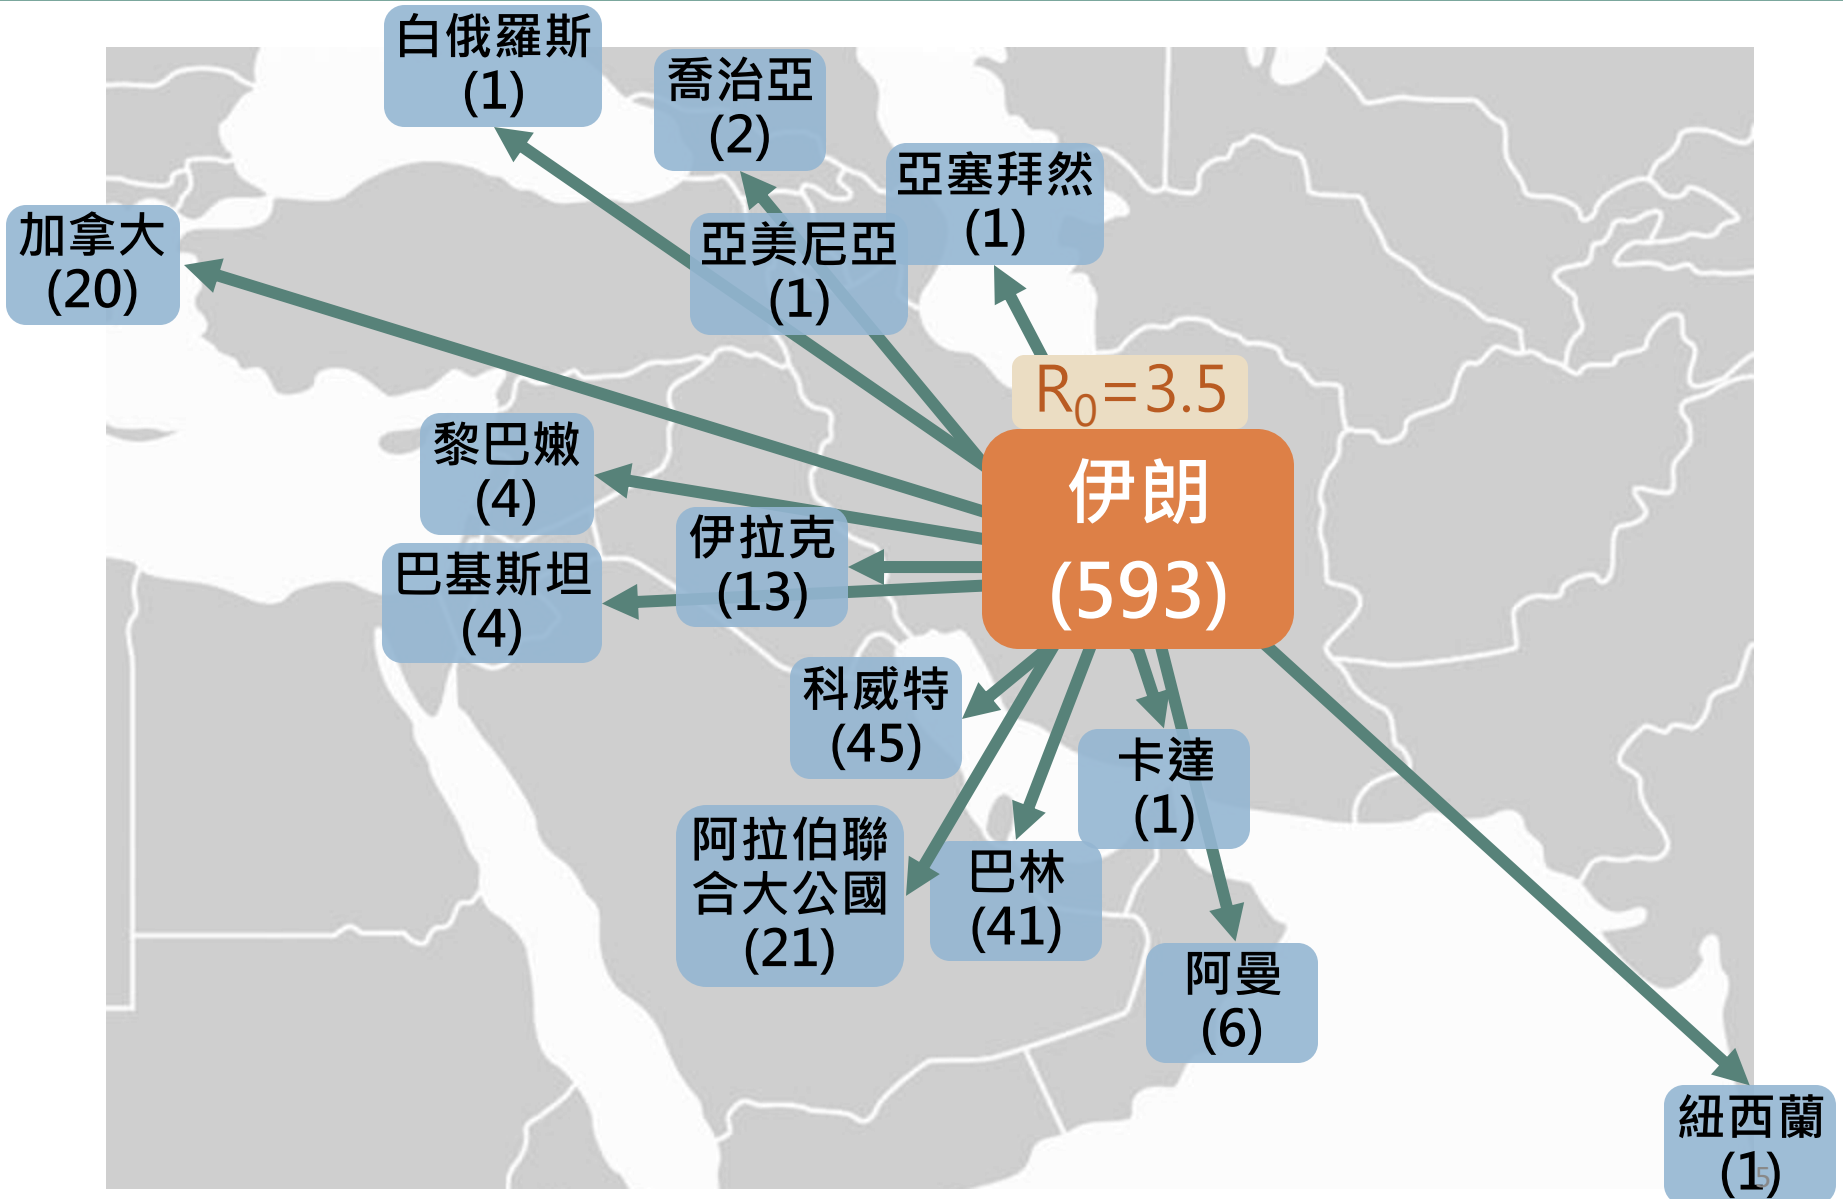 白俄羅斯
(1)
喬治亞
(2)
亞塞拜然
(1)
加拿大
(20)
亞美尼亞
(1)
R₀=3.5
伊朗
(593)
黎巴嫩
(4)
伊拉克
(13)
巴基斯坦
(4)
科威特
(45)
卡達
(1)
阿拉伯聯
合大公國
(21)
巴林
(41)
阿曼
(6)
紐西蘭
(1)
5